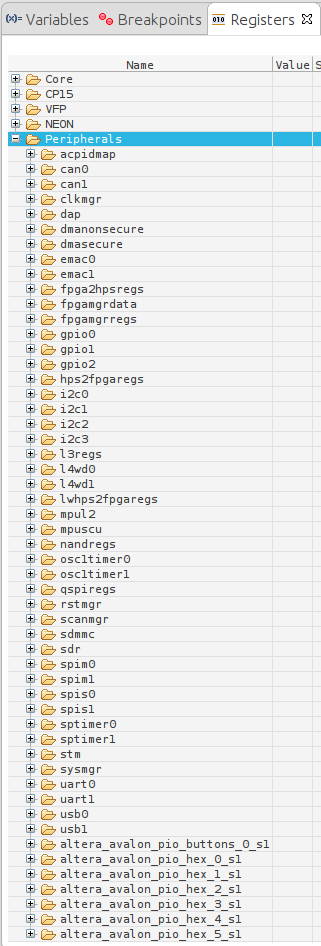 (x)= Variables Breakpoints 010 Registers
Name Value S
Core
CP15
VFP
NEON
Peripherals
acpidmap
can0
can1
clkmgr
dap
dmanonsecure
dmasecure
emac0
emac1
fpga2hpsregs
fpgamgrdata
fpgamgrregs
gpio0
gpio1
gpio2
hps2fpgaregs
i2c0
i2c1
i2c2
i2c3
l3regs
l4wd0
l4wd1
lwhps2fpgaregs
mpul2
mpuscu
nandregs
osc1timer0
osc1timer1
qspiregs
rstmgr
scanmgr
sdmmc
sdr
spim0
spim1
spis0
spis1
sptimer0
sptimer1
stm
sysmgr
uart0
uart1
usb0
usb1
altera_avalon_pio_buttons_0_s1
altera_avalon_pio_hex_0_s1
altera_avalon_pio_hex_1_s1
altera_avalon_pio_hex_2_s1
altera_avalon_pio_hex_3_s1
altera_avalon_pio_hex_4_s1
altera_avalon_pio_hex_5_s1